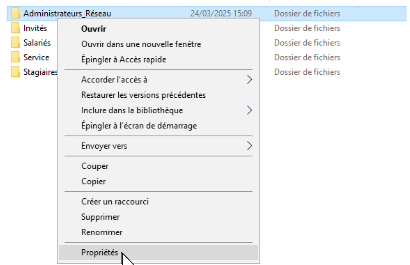 Administrateurs_Réseau 24/03/2025 15:09 Dossier de fichiers
Invités Dossier de fichiers
Salariés Dossier de fichiers
Service Dossier de fichiers
Stagiaires Dossier de fichiers
Ouvrir
Ouvrir dans une nouvelle fenêtre
Épingler à Accès rapide
Accorder l'accès à
Restaurer les versions précédentes
Inclure dans la bibliothèque
Épingler à l'écran de démarrage
Envoyer vers
Couper
Copier
Créer un raccourci
Supprimer
Renommer
Propriétés